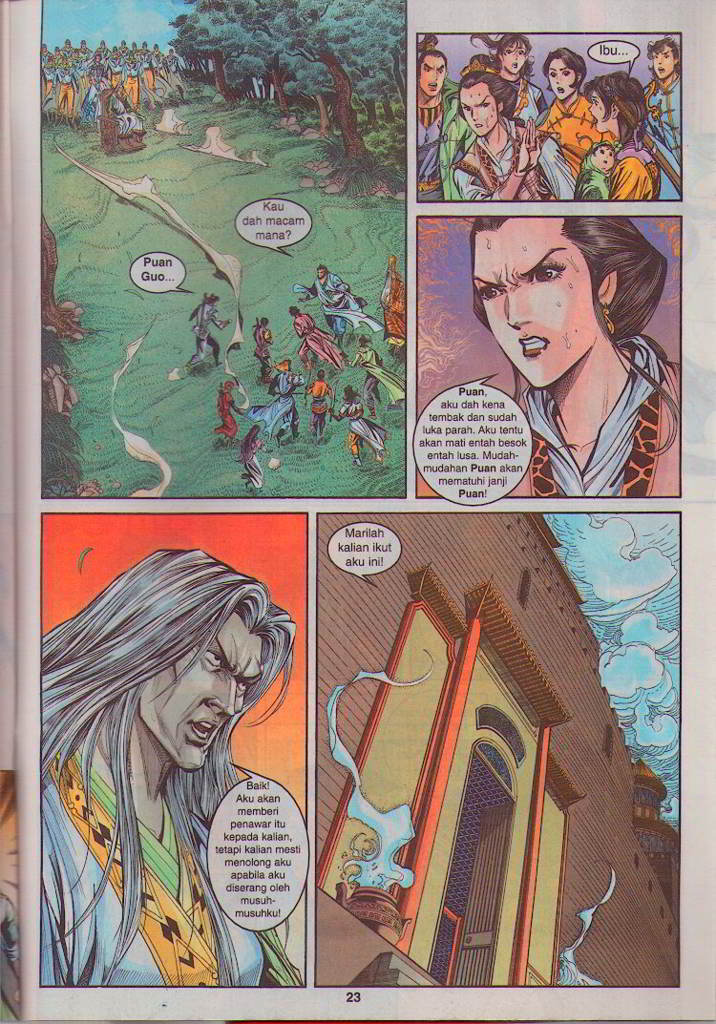 Kau
dah macam
mana?
Puan
Guo...
Ibu...
Puan,
aku dah kena
tembak dan sudah
luka parah. Aku tentu
akan mati entah besok
entah lusa. Mudah-
mudahan Puan akan
mematuhi janji
Puan!
Baik!
Aku akan
memberi
penawar itu
kepada kalian,
tetapi kalian mesti
menolong aku
apabila aku
diserang oleh
musuh-
musuhku!
Marilah
kalian ikut
aku ini!
23